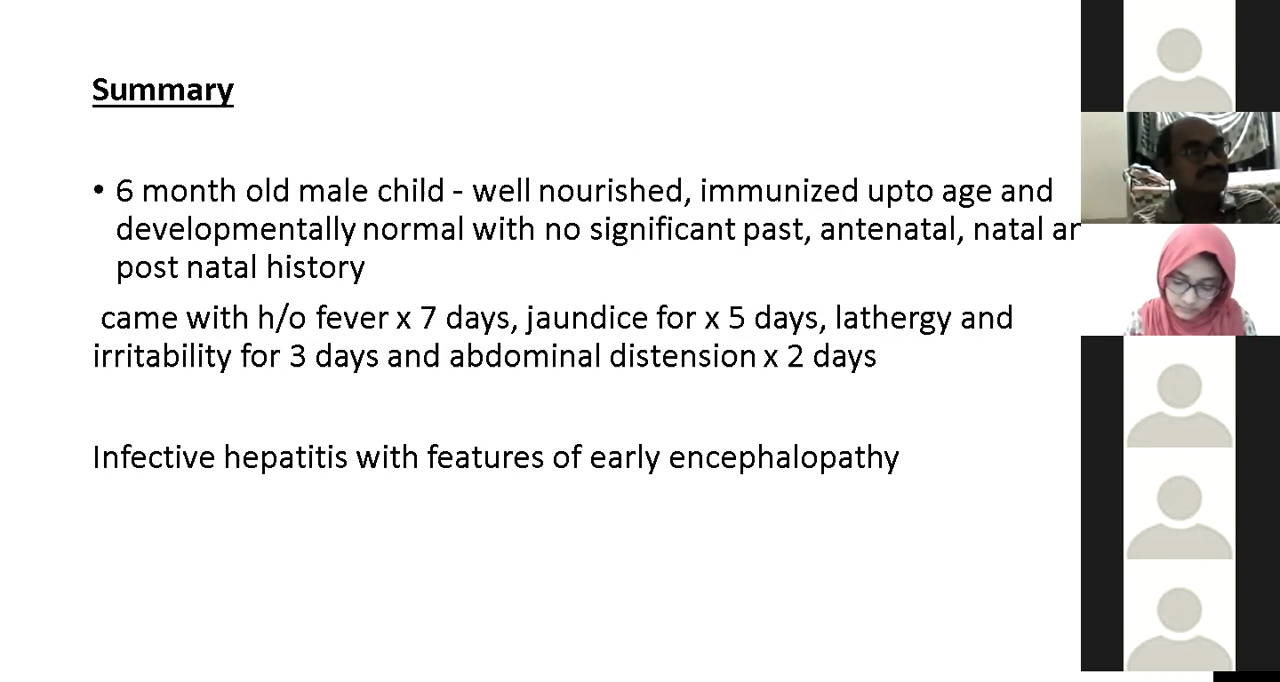 Summary
• 6 month old male child - well nourished, immunized upto age and
developmentally normal with no significant past, antenatal, natal
post natal history
came with h/o fever x 7 days, jaundice for x 5 days, lathergy and
irritability for 3 days and abdominal distension x 2 days
Infective hepatitis with features of early encephalopathy